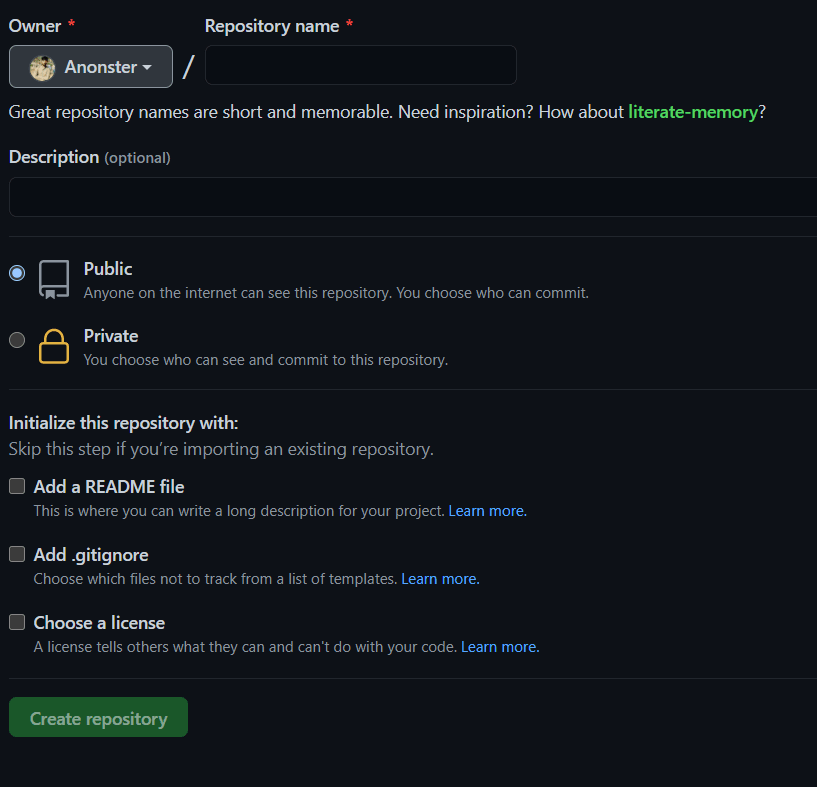 Owner * Repository name *
Anonster /
Great repository names are short and memorable. Need inspiration? How about literate-memory?
Description (optional)
Public
Anyone on the internet can see this repository. You choose who can commit.
Private
You choose who can see and commit to this repository.
Initialize this repository with:
Skip this step if you’re importing an existing repository.
Add a README file
This is where you can write a long description for your project. Learn more.
Add .gitignore
Choose which files not to track from a list of templates. Learn more.
Choose a license
A license tells others what they can and can't do with your code. Learn more.
Create repository